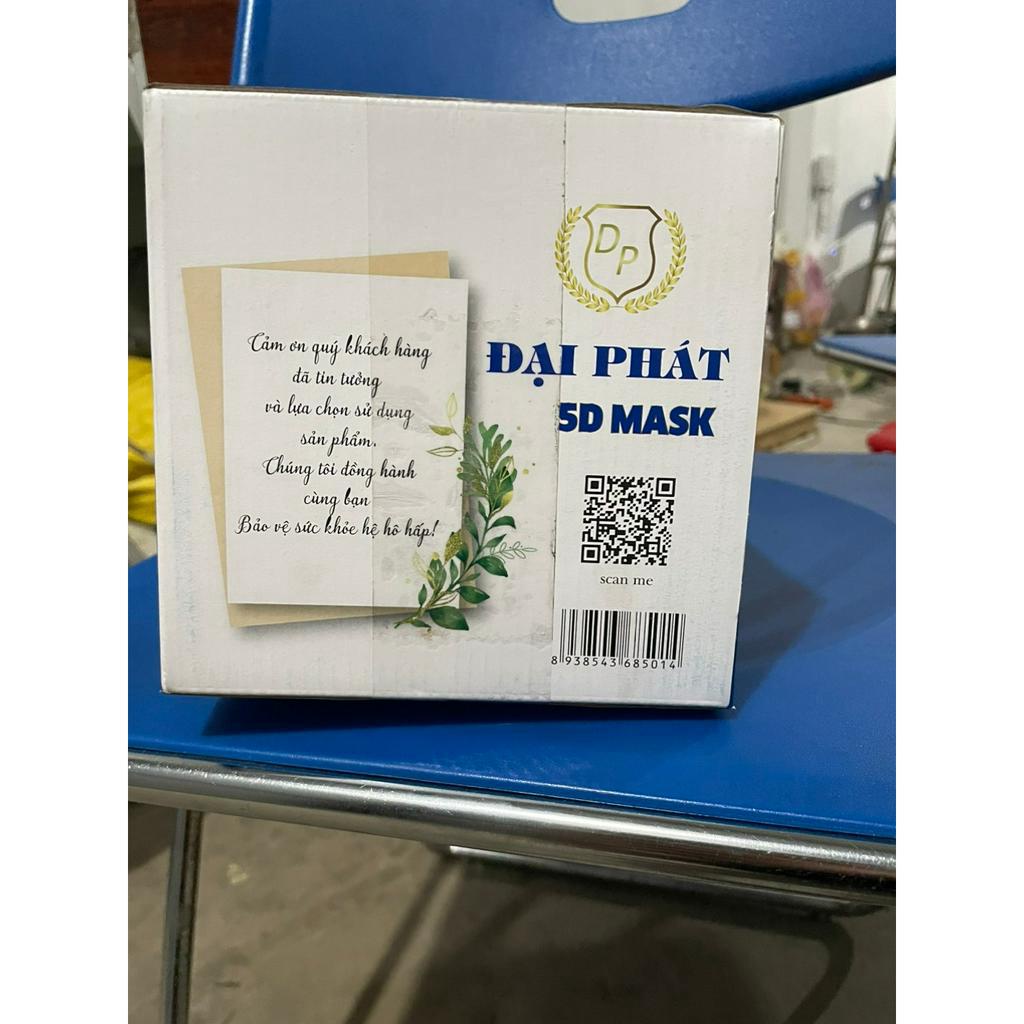 Cảm ơn quý khách hàng
đã tin tưởng
và lựa chọn sử dụng
sản phẩm.
Chúng tôi đồng hành
cùng bạn
Bảo vệ sức khỏe hệ hô hấp!
DP
ĐẠI PHÁT
5D MASK
scan me
8 938543 685014